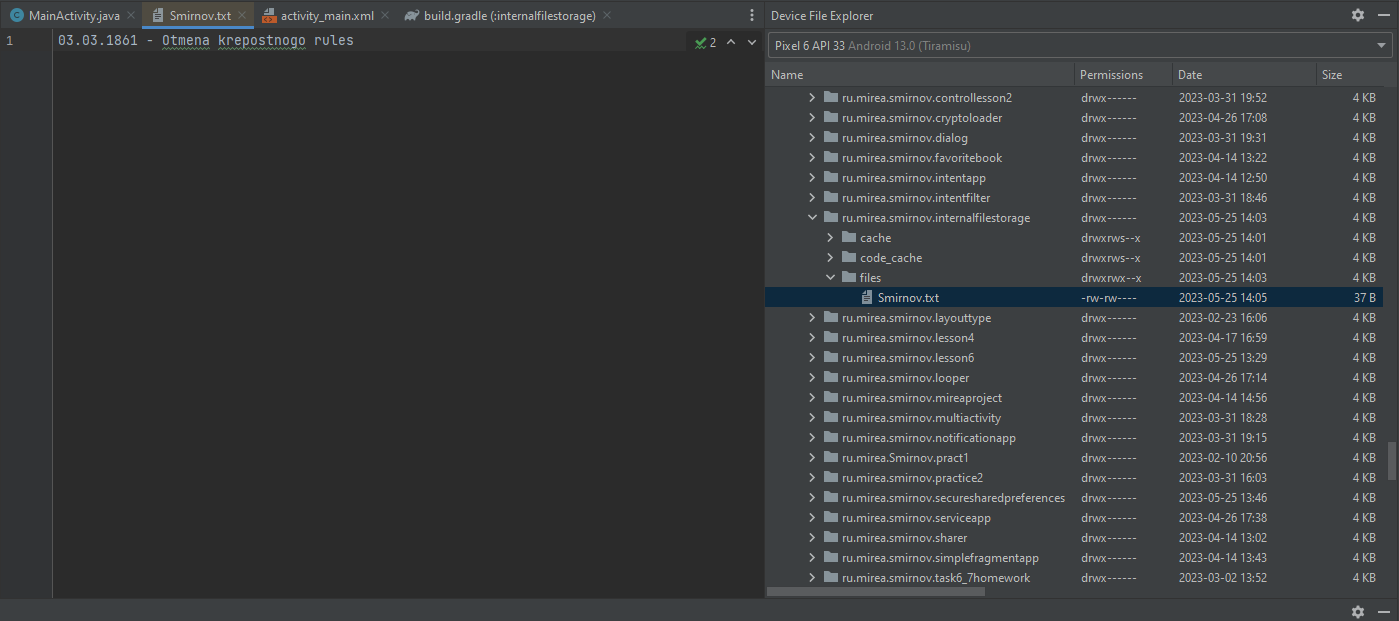 MainActivity.java Smirnov.txt activity_main.xml build.gradle (:internalfilestorage)
1 03.03.1861 - Otmena krepostnogo rules
2
Device File Explorer
Pixel 6 API 33 Android 13.0 (Tiramisu)
Name Permissions Date Size
ru.mirea.smirnov.controllesson2 drwx------ 2023-03-31 19:52 4 KB
ru.mirea.smirnov.cryptoloader drwx------ 2023-04-26 17:08 4 KB
ru.mirea.smirnov.dialog drwx------ 2023-03-31 19:31 4 KB
ru.mirea.smirnov.favoritebook drwx------ 2023-04-14 13:22 4 KB
ru.mirea.smirnov.intentapp drwx------ 2023-04-14 12:50 4 KB
ru.mirea.smirnov.intentfilter drwx------ 2023-03-31 18:46 4 KB
ru.mirea.smirnov.internalfilestorage drwx------ 2023-05-25 14:03 4 KB
cache drwxrws--x 2023-05-25 14:01 4 KB
code_cache drwxrws--x 2023-05-25 14:01 4 KB
files drwxrwx--x 2023-05-25 14:03 4 KB
Smirnov.txt -rw-rw---- 2023-05-25 14:05 37 B
ru.mirea.smirnov.layouttype drwx------ 2023-02-23 16:06 4 KB
ru.mirea.smirnov.lesson4 drwx------ 2023-04-17 16:59 4 KB
ru.mirea.smirnov.lesson6 drwx------ 2023-05-25 13:29 4 KB
ru.mirea.smirnov.looper drwx------ 2023-04-26 17:14 4 KB
ru.mirea.smirnov.mireaproject drwx------ 2023-04-14 14:56 4 KB
ru.mirea.smirnov.multiactivity drwx------ 2023-03-31 18:28 4 KB
ru.mirea.smirnov.notificationapp drwx------ 2023-03-31 19:15 4 KB
ru.mirea.Smirnov.pract1 drwx------ 2023-02-10 20:56 4 KB
ru.mirea.smirnov.practice2 drwx------ 2023-03-31 16:03 4 KB
ru.mirea.smirnov.securesharedpreferences drwx------ 2023-05-25 13:46 4 KB
ru.mirea.smirnov.serviceapp drwx------ 2023-04-26 17:38 4 KB
ru.mirea.smirnov.sharer drwx------ 2023-04-14 13:02 4 KB
ru.mirea.smirnov.simplefragmentapp drwx------ 2023-04-14 13:43 4 KB
ru.mirea.smirnov.task6_7homework drwx------ 2023-03-02 13:52 4 KB